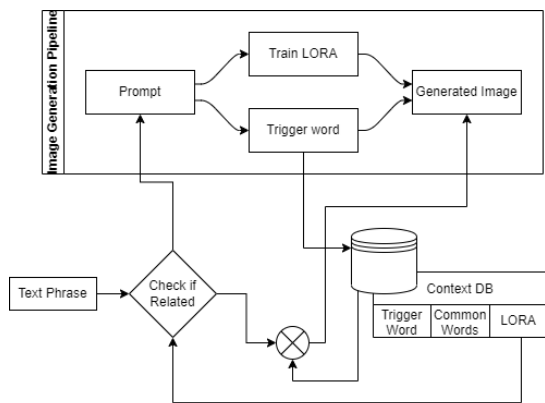 Image Generation Pipeline
Train LORA
Prompt
Generated Image
Trigger word
Text Phrase
Check if
Related
Context DB
Trigger
Word
Common
Words
LORA